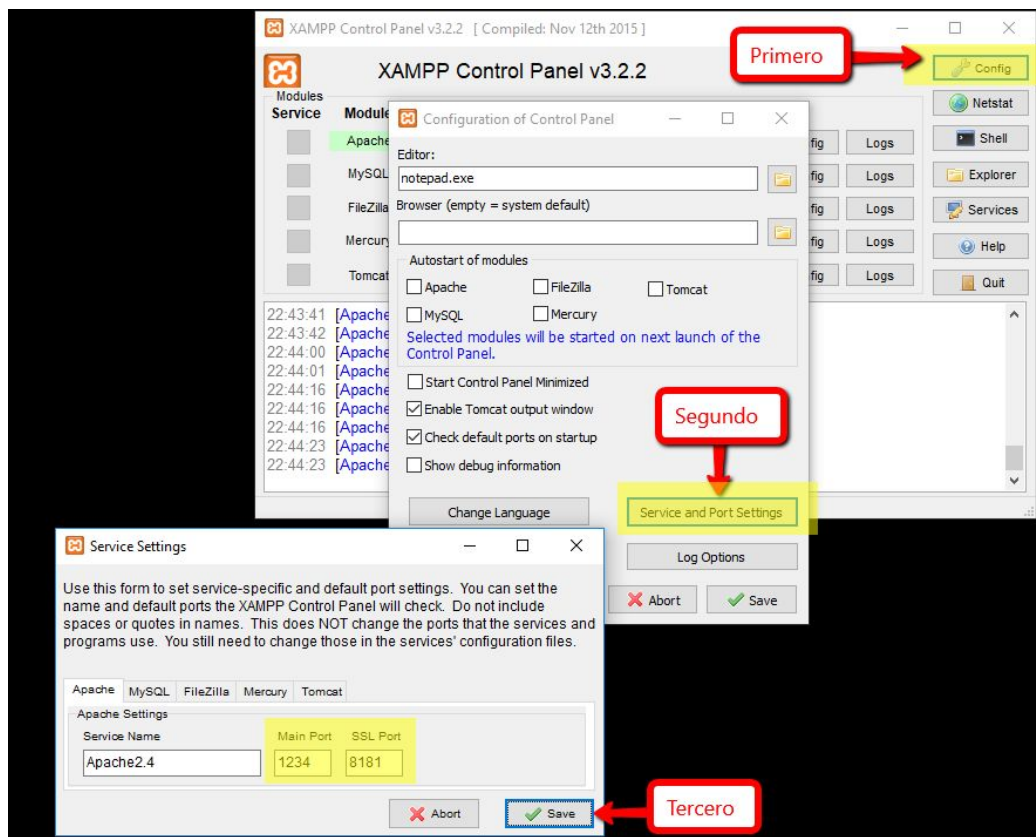 XAMPP Control Panel v3.2.2 [ Compiled: Nov 12th 2015 ]
Primero
XAMPP Control Panel v3.2.2
Config
Modules
Service
Module
Netstat
Configuration of Control Panel
Apache
fig
Logs
Shell
Editor:
notepad.exe
MySQL
fig
Logs
Explorer
Browser (empty = system default)
FileZilla
fig
Logs
Services
Mercury
fig
Logs
Help
Autostart of modules
Tomcat
fig
Logs
Quit
Apache
FileZilla
Tomcat
MySQL
Mercury
Selected modules will be started on next launch of the
Control Panel.
22:43:41 [Apache
22:43:42 [Apache
22:44:00 [Apache
22:44:01 [Apache
22:44:16 [Apache
22:44:16 [Apache
22:44:16 [Apache
22:44:23 [Apache
22:44:23 [Apache
Start Control Panel Minimized
Enable Tomcat output window
Check default ports on startup
Show debug information
Segundo
Change Language
Service and Port Settings
Log Options
Abort
Save
Service Settings
Use this form to set service-specific and default port settings. You can set the
name and default ports the XAMPP Control Panel will check. Do not include
spaces or quotes in names. This does NOT change the ports that the services and
programs use. You still need to change those in the services' configuration files.
Apache MySQL FileZilla Mercury Tomcat
Apache Settings
Service Name
Main Port
SSL Port
Apache2.4
1234
8181
Abort
Save
Tercero